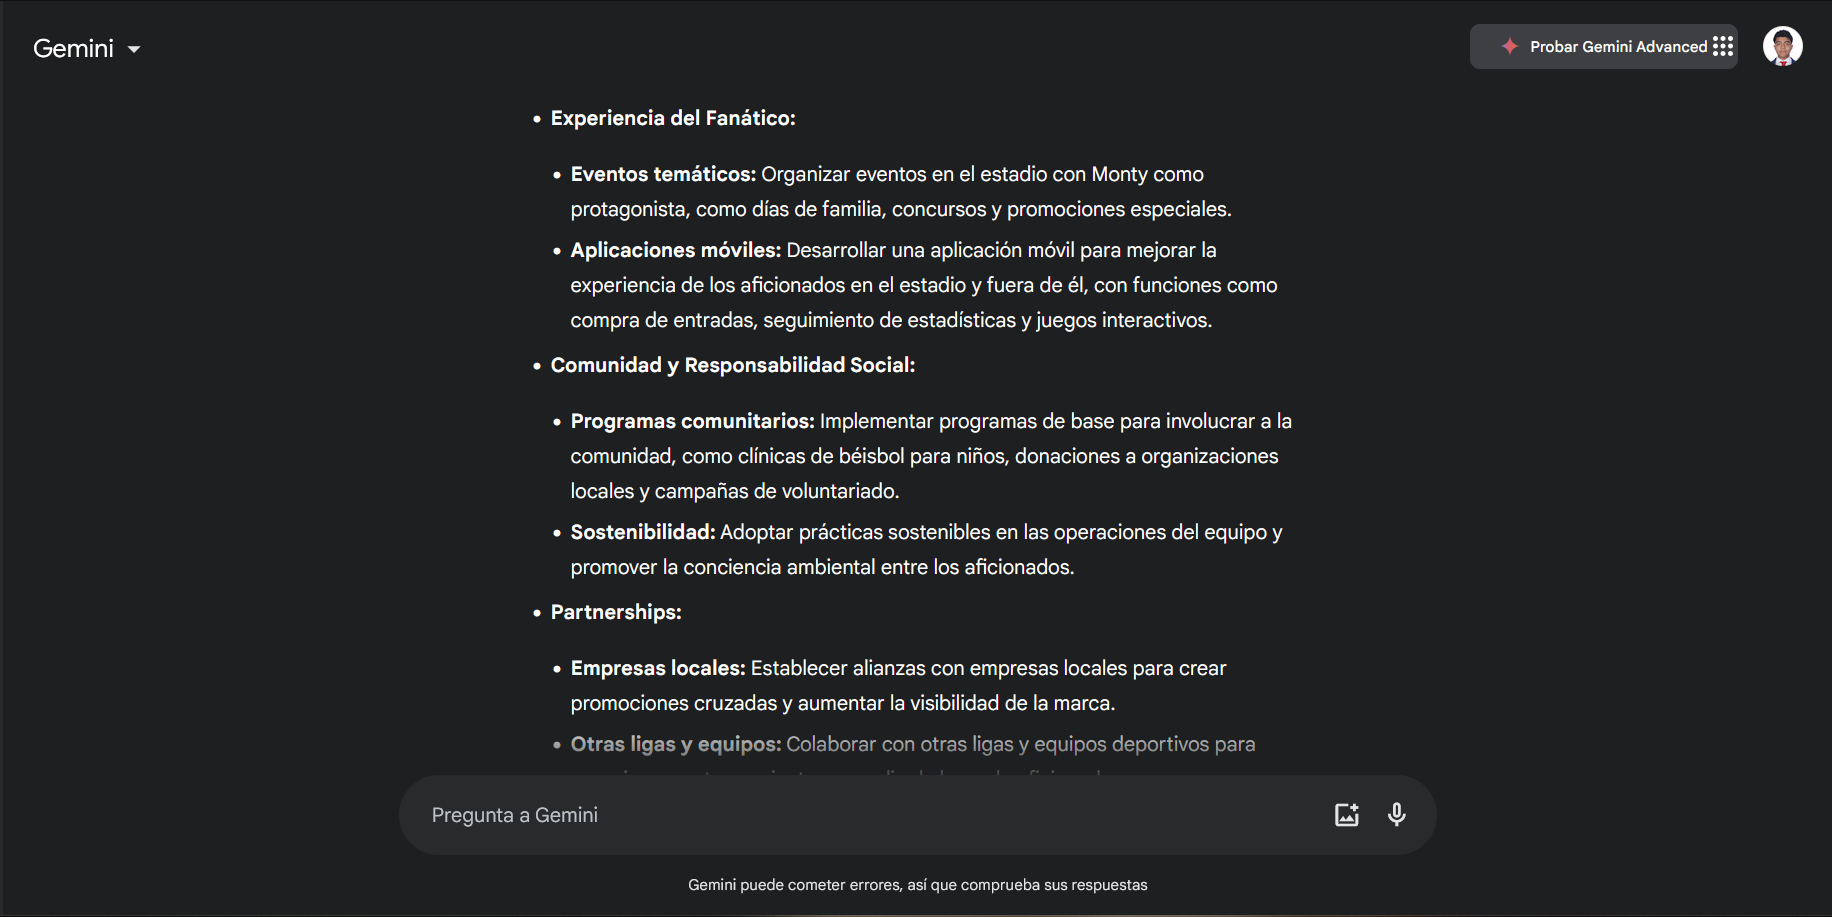 Gemini
Probar Gemini Advanced
Experiencia del Fanático:
Eventos temáticos: Organizar eventos en el estadio con Monty como
protagonista, como días de familia, concursos y promociones especiales.
Aplicaciones móviles: Desarrollar una aplicación móvil para mejorar la
experiencia de los aficionados en el estadio y fuera de él, con funciones como
compra de entradas, seguimiento de estadísticas y juegos interactivos.
Comunidad y Responsabilidad Social:
Programas comunitarios: Implementar programas de base para involucrar a la
comunidad, como clínicas de béisbol para niños, donaciones a organizaciones
locales y campañas de voluntariado.
Sostenibilidad: Adoptar prácticas sostenibles en las operaciones del equipo y
promover la conciencia ambiental entre los aficionados.
Partnerships:
Empresas locales: Establecer alianzas con empresas locales para crear
promociones cruzadas y aumentar la visibilidad de la marca.
Otras ligas y equipos: Colaborar con otras ligas y equipos deportivos para
Pregunta a Gemini
Gemini puede cometer errores, así que comprueba sus respuestas